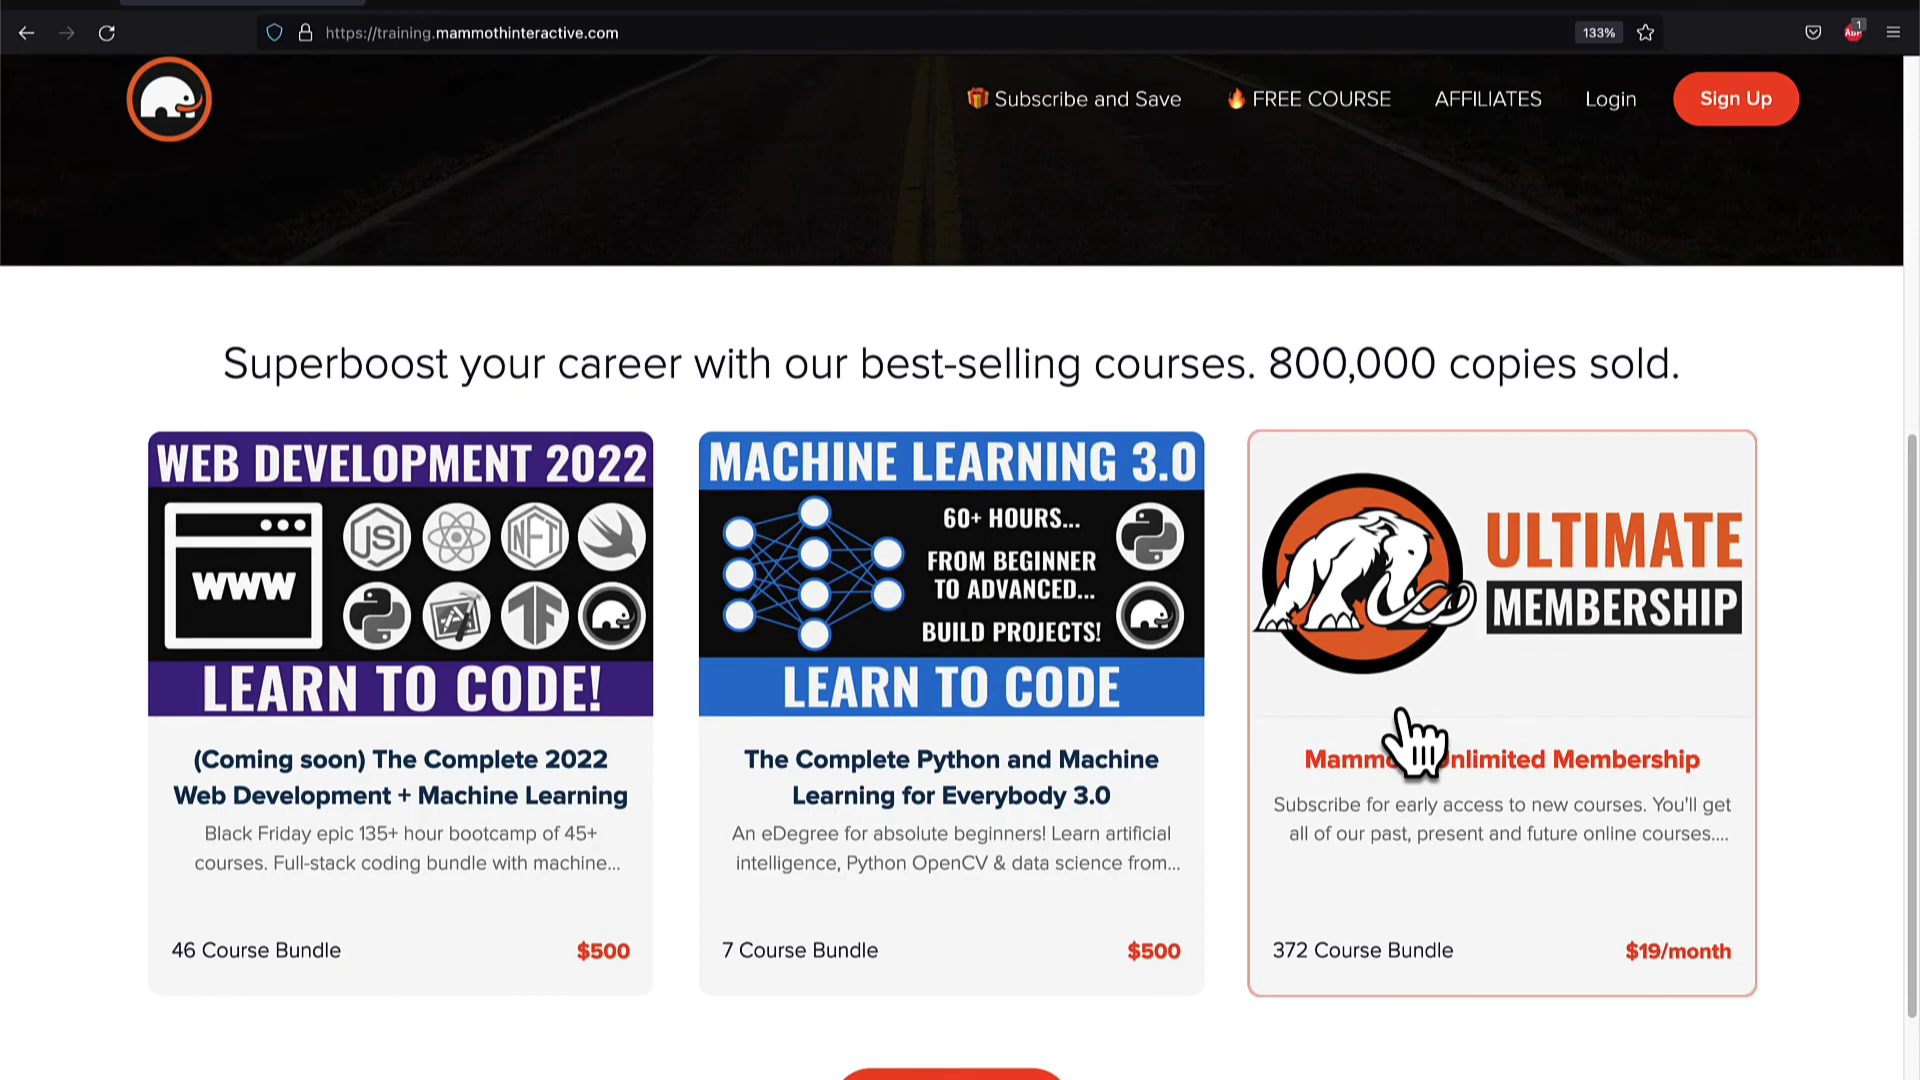 https://training.mammothinteractive.com
133%
1
ABP
Subscribe and Save
FREE COURSE
AFFILIATES
Login
Sign Up
Superboost your career with our best-selling courses. 800,000 copies sold.
WEB DEVELOPMENT 2022
WWW
JS
NFT
LEARN TO CODE!
(Coming soon) The Complete 2022
Web Development + Machine Learning
Black Friday epic 135+ hour bootcamp of 45+
courses. Full-stack coding bundle with machine...
46 Course Bundle
$500
MACHINE LEARNING 3.0
60+ HOURS...
FROM BEGINNER
TO ADVANCED...
BUILD PROJECTS!
LEARN TO CODE
The Complete Python and Machine
Learning for Everybody 3.0
An eDegree for absolute beginners! Learn artificial
intelligence, Python OpenCV & data science from...
7 Course Bundle
$500
ULTIMATE
MEMBERSHIP
Membership
Subscribe for early access to new courses. You'll get
all of our past, present and future online courses....
372 Course Bundle
$19/month